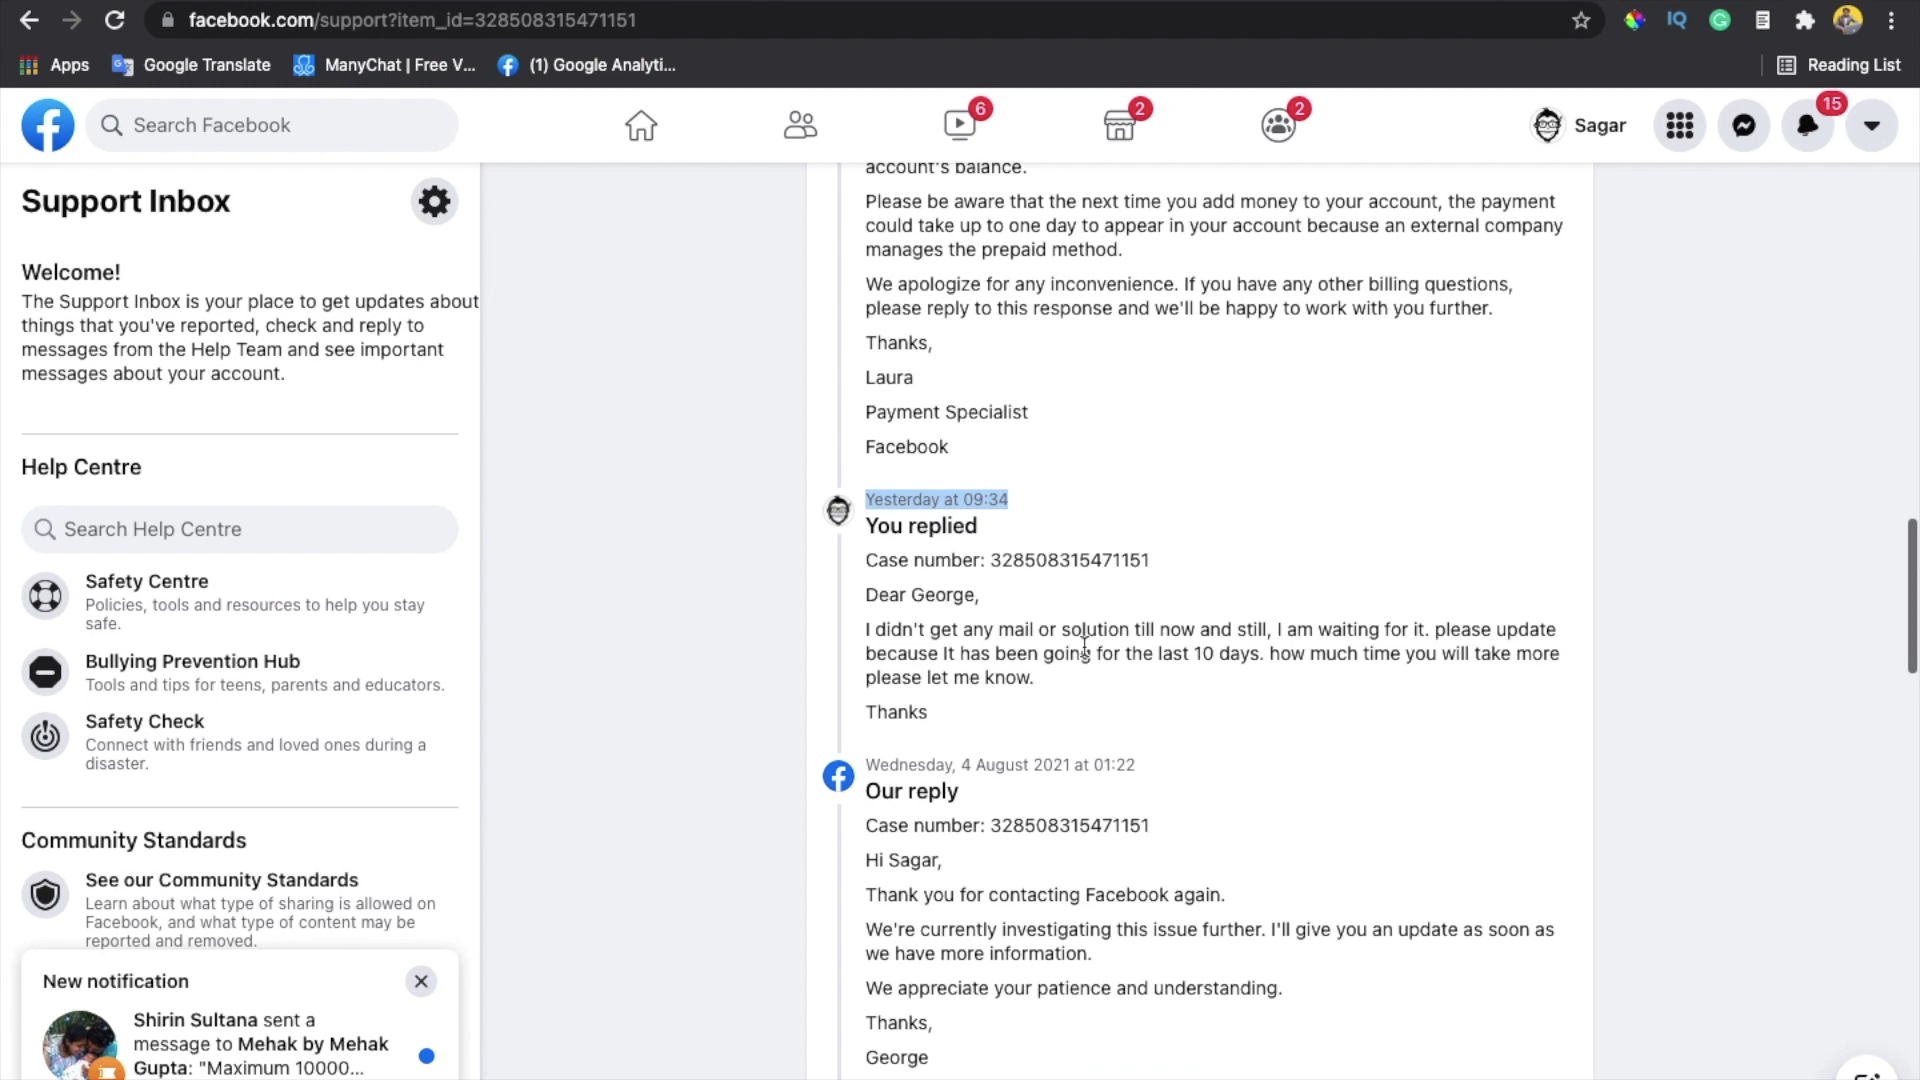 facebook.com/support?item_id=328508315471151
IQ
Apps
Google Translate
ManyChat | Free V...
(1) Google Analyti...
Reading List
Search Facebook
6
2
2
Sagar
15
Support Inbox
Welcome!
The Support Inbox is your place to get updates about
things that you've reported, check and reply to
messages from the Help Team and see important
messages about your account.
Help Centre
Search Help Centre
Safety Centre
Policies, tools and resources to help you stay
safe.
Bullying Prevention Hub
Tools and tips for teens, parents and educators.
Safety Check
Connect with friends and loved ones during a
disaster.
Community Standards
See our Community Standards
Learn about what type of sharing is allowed on
Facebook, and what type of content may be
reported and removed.
New notification
Shirin Sultana sent a
message to Mehak by Mehak
Gupta: "Maximum 10000...
account's balance.
Please be aware that the next time you add money to your account, the payment
could take up to one day to appear in your account because an external company
manages the prepaid method.
We apologize for any inconvenience. If you have any other billing questions,
please reply to this response and we'll be happy to work with you further.
Thanks,
Laura
Payment Specialist
Facebook
Yesterday at 09:34
You replied
Case number: 328508315471151
Dear George,
I didn't get any mail or solution till now and still, I am waiting for it. please update
because It has been going for the last 10 days. how much time you will take more
please let me know.
Thanks
Wednesday, 4 August 2021 at 01:22
Our reply
Case number: 328508315471151
Hi Sagar,
Thank you for contacting Facebook again.
We're currently investigating this issue further. I'll give you an update as soon as
we have more information.
We appreciate your patience and understanding.
Thanks,
George